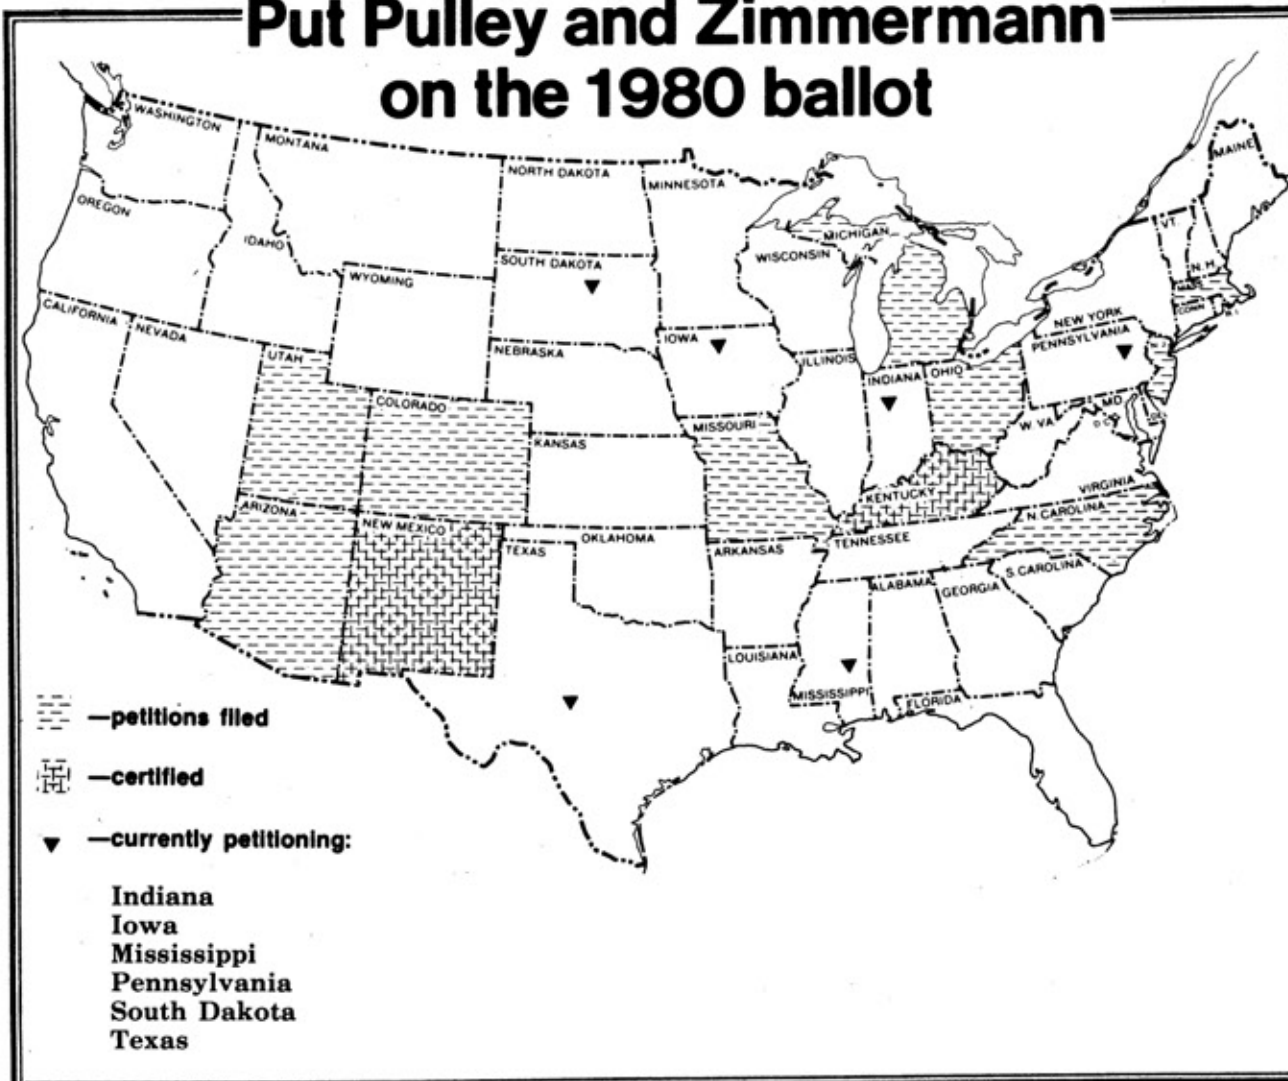 Put Pulley and Zimmermann
on the 1980 ballot
WASHINGTON
MONTANA
NORTH DAKOTA
MINNESOTA
MAINE
OREGON
IDAHO
WYOMING
SOUTH DAKOTA
WISCONSIN
MICHIGAN
VT.
N.H.
MASS
CONN
R.I.
CALIFORNIA
NEVADA
UTAH
COLORADO
NEBRASKA
IOWA
ILLINOIS
INDIANA
OHIO
NEW YORK
PENNSYLVANIA
MD
DEL
D.C.
W. VA.
VIRGINIA
KANSAS
MISSOURI
KENTUCKY
N. CAROLINA
ARIZONA
NEW MEXICO
TEXAS
OKLAHOMA
ARKANSAS
TENNESSEE
S. CAROLINA
ALABAMA
GEORGIA
LOUISIANA
MISSISSIPPI
FLORIDA
—petitions filed
—certified
—currently petitioning:
Indiana
Iowa
Mississippi
Pennsylvania
South Dakota
Texas